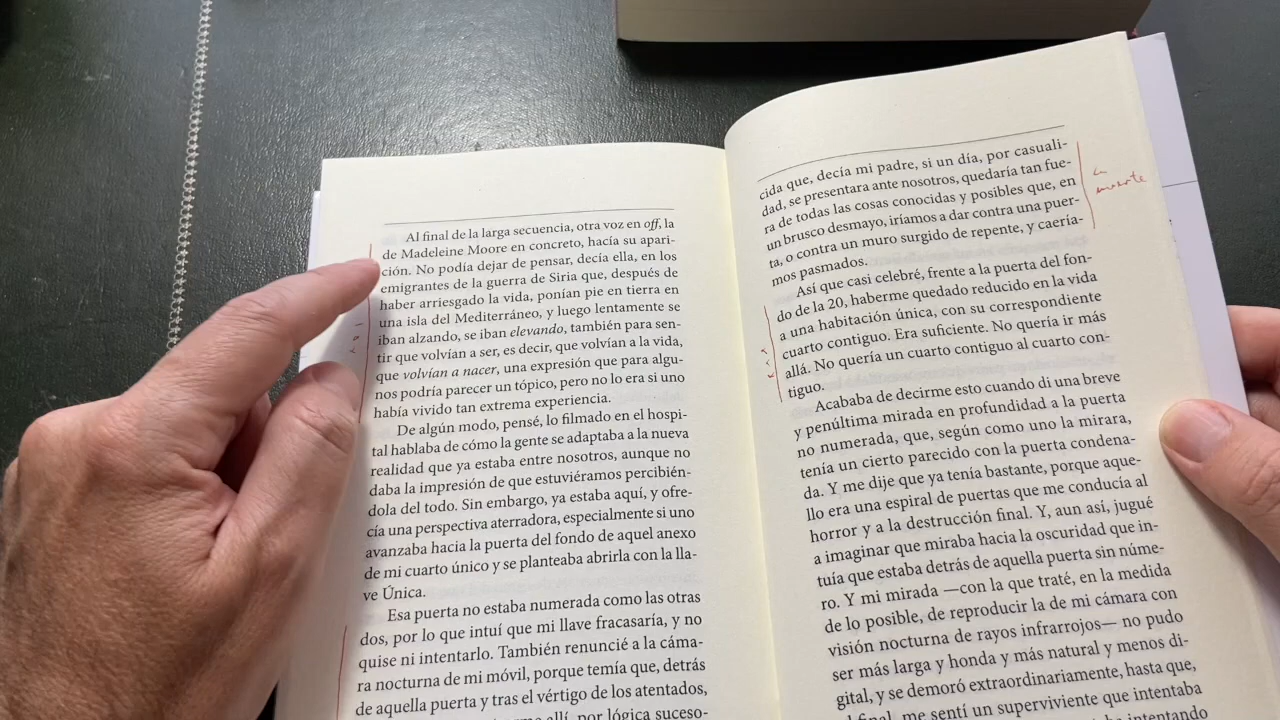 Al final de la larga secuencia, otra voz en off, la
de Madeleine Moore en concreto, hacía su apari-
ción. No podía dejar de pensar, decía ella, en los
emigrantes de la guerra de Siria que, después de
haber arriesgado la vida, ponían pie en tierra en
una isla del Mediterráneo, y luego lentamente se
iban alzando, se iban elevando, también para sen-
tir que volvían a ser, es decir, que volvían a la vida,
que volvían a nacer, una expresión que para algu-
nos podría parecer un tópico, pero no lo era si uno
había vivido tan extrema experiencia.
De algún modo, pensé, lo filmado en el hospi-
tal hablaba de cómo la gente se adaptaba a la nueva
realidad que ya estaba entre nosotros, aunque no
daba la impresión de que estuviéramos percibién-
dola del todo. Sin embargo, ya estaba aquí, y ofre-
cía una perspectiva aterradora, especialmente si uno
avanzaba hacia la puerta del fondo de aquel anexo
de mi cuarto único y se planteaba abrirla con la lla-
ve Única.
Esa puerta no estaba numerada como las otras
dos, por lo que intuí que mi llave fracasaría, y no
quise ni intentarlo. También renuncié a la cáma-
ra nocturna de mi móvil, porque temía que, detrás
de aquella puerta y tras el vértigo de los atentados,
allí, por lógica suceso-
cida que, decía mi padre, si un día, por casuali-
dad, se presentara ante nosotros, quedaría tan fue-
ra de todas las cosas conocidas y posibles que, en
un brusco desmayo, iríamos a dar contra una puer-
ta, o contra un muro surgido de repente, y caería-
mos pasmados.
Así que casi celebré, frente a la puerta del fon-
do de la 20, haberme quedado reducido en la vida
a una habitación única, con su correspondiente
cuarto contiguo. Era suficiente. No quería ir más
allá. No quería un cuarto contiguo al cuarto con-
tiguo.
Acababa de decirme esto cuando di una breve
y penúltima mirada en profundidad a la puerta
no numerada, que, según como uno la mirara,
tenía un cierto parecido con la puerta condena-
da. Y me dije que ya tenía bastante, porque aque-
llo era una espiral de puertas que me conducía al
horror y a la destrucción final. Y, aun así, jugué
a imaginar que miraba hacia la oscuridad que in-
tuía que estaba detrás de aquella puerta sin núme-
ro. Y mi mirada —con la que traté, en la medida
de lo posible, de reproducir la de mi cámara con
visión nocturna de rayos infrarrojos— no pudo
ser más larga y honda y más natural y menos di-
gital, y se demoró extraordinariamente, hasta que,
al final, me sentí un superviviente que intentaba
intentando
la
muerte